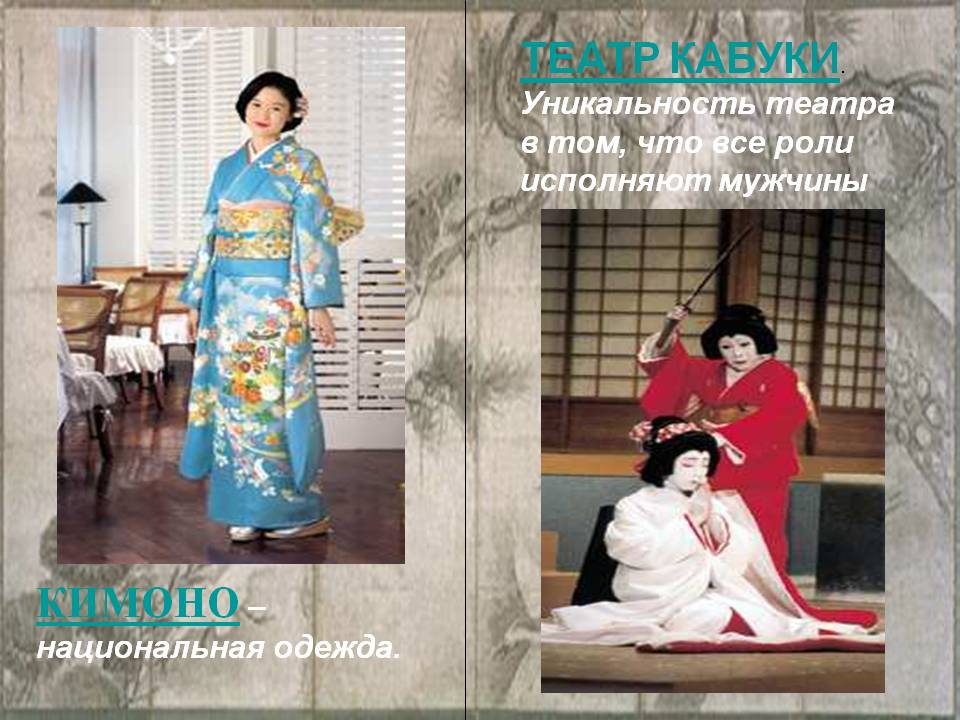 КИМОНО –
национальная одежда.
ТЕАТР КАБУКИ.
Уникальность театра
в том, что все роли
исполняют мужчины